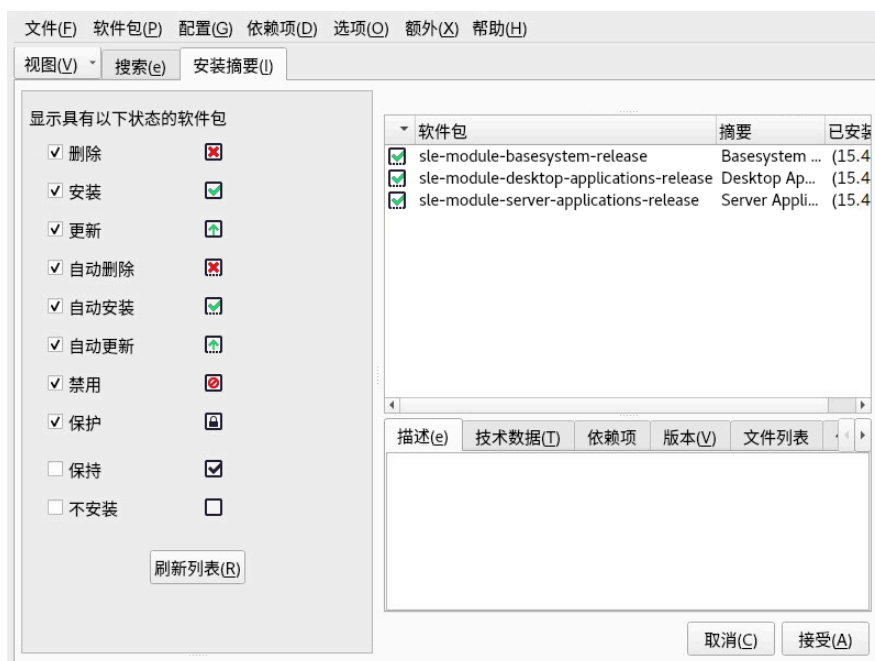 文件(F) 软件包(P) 配置(G) 依赖项(D) 选项(O) 额外(X) 帮助(H)
视图(V) 搜索(e) 安装摘要(I)
显示具有以下状态的软件包
删除
安装
更新
自动删除
自动安装
自动更新
禁用
保护
保持
不安装
刷新列表(R)
软件包 摘要 已安装
sle-module-basesystem-release Basesystem ... (15.4
sle-module-desktop-applications-release Desktop Ap... (15.4
sle-module-server-applications-release Server Appli... (15.4
描述(e) 技术数据(T) 依赖项 版本(V) 文件列表
取消(C) 接受(A)